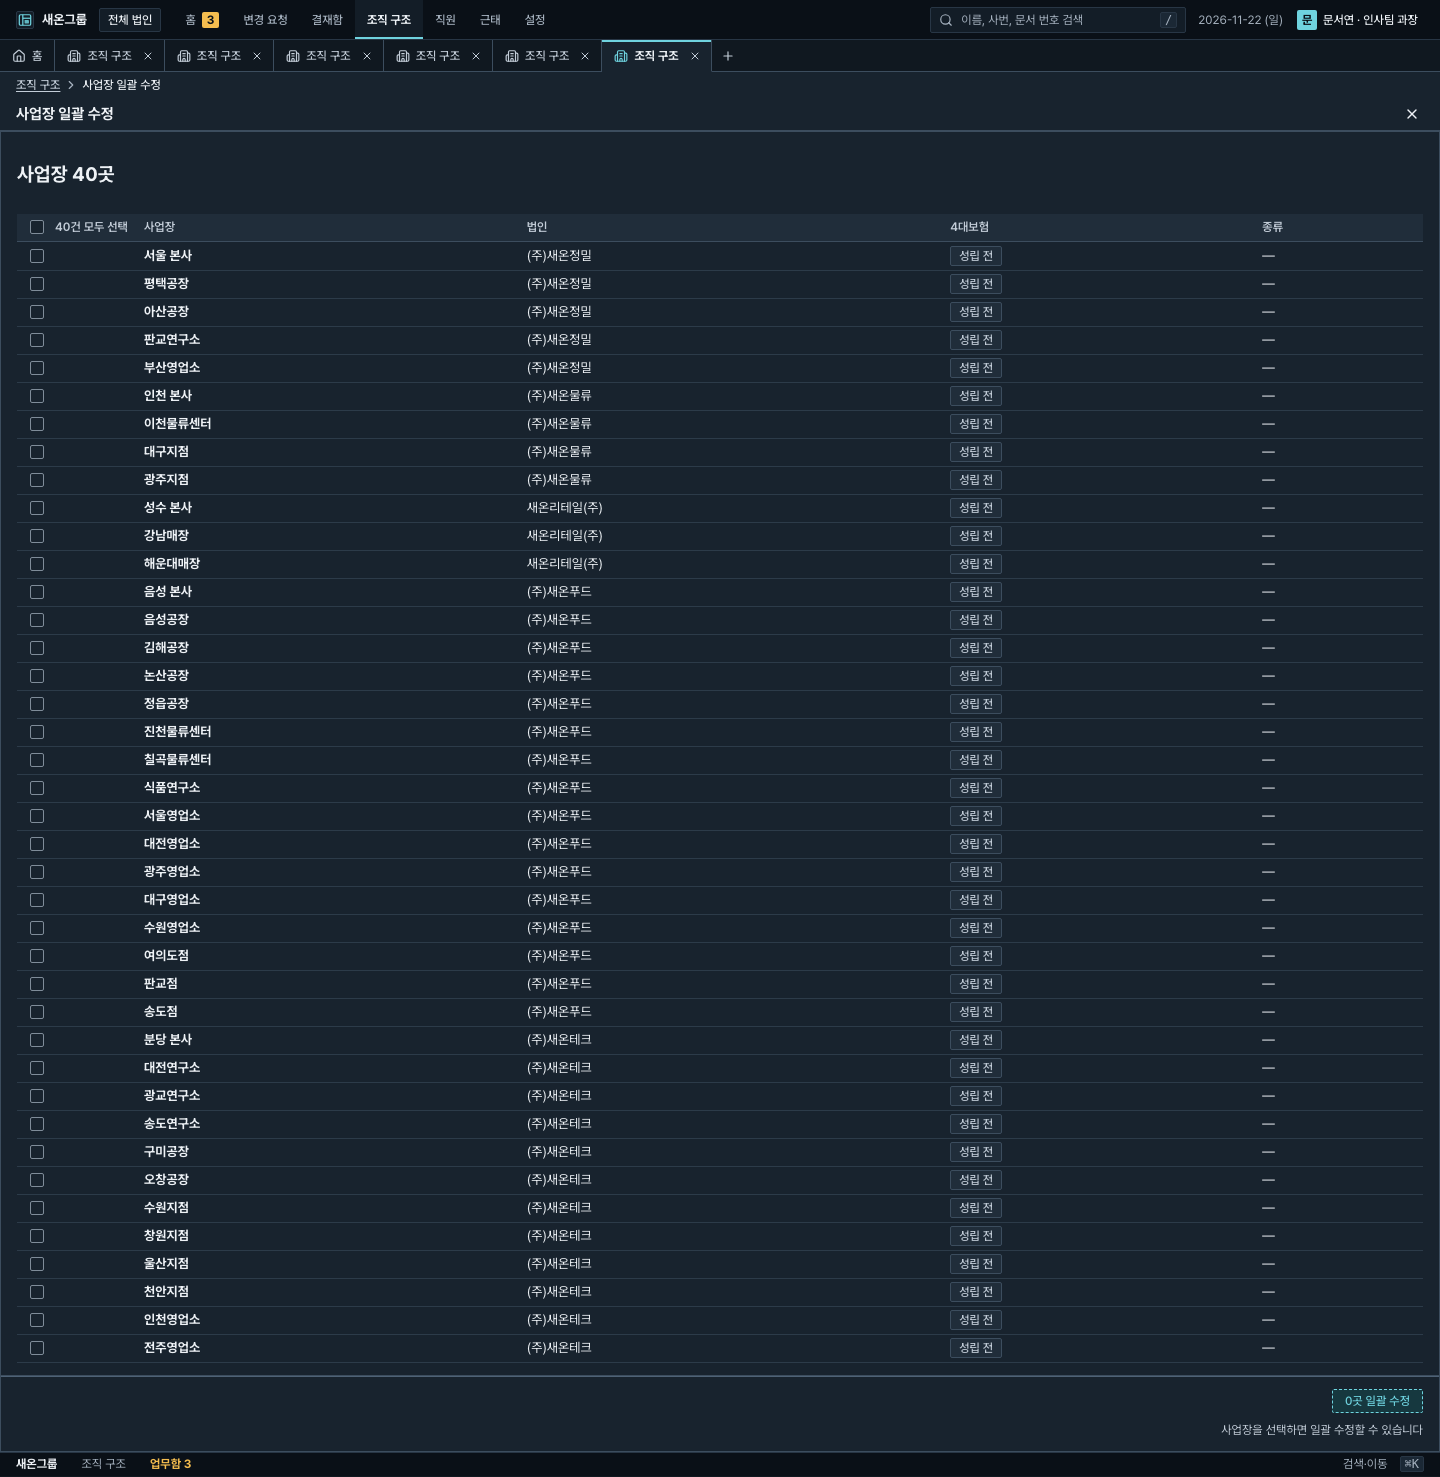 새온그룹 전체 법인 홈 3 변경 요청 결재함 조직 구조 직원 근태 설정 이름, 사번, 문서 번호 검색 / 2026-11-22 (일) 문 문서연 · 인사팀 과장
홈 조직 구조 조직 구조 조직 구조 조직 구조 조직 구조 조직 구조
조직 구조 > 사업장 일괄 수정
사업장 일괄 수정
사업장 40곳
40건 모두 선택 사업장 법인 4대보험 종류
서울 본사 (주)새온정밀 성립 전 —
평택공장 (주)새온정밀 성립 전 —
아산공장 (주)새온정밀 성립 전 —
판교연구소 (주)새온정밀 성립 전 —
부산영업소 (주)새온정밀 성립 전 —
인천 본사 (주)새온물류 성립 전 —
이천물류센터 (주)새온물류 성립 전 —
대구지점 (주)새온물류 성립 전 —
광주지점 (주)새온물류 성립 전 —
성수 본사 새온리테일(주) 성립 전 —
강남매장 새온리테일(주) 성립 전 —
해운대매장 새온리테일(주) 성립 전 —
음성 본사 (주)새온푸드 성립 전 —
음성공장 (주)새온푸드 성립 전 —
김해공장 (주)새온푸드 성립 전 —
논산공장 (주)새온푸드 성립 전 —
정읍공장 (주)새온푸드 성립 전 —
진천물류센터 (주)새온푸드 성립 전 —
칠곡물류센터 (주)새온푸드 성립 전 —
식품연구소 (주)새온푸드 성립 전 —
서울영업소 (주)새온푸드 성립 전 —
대전영업소 (주)새온푸드 성립 전 —
광주영업소 (주)새온푸드 성립 전 —
대구영업소 (주)새온푸드 성립 전 —
수원영업소 (주)새온푸드 성립 전 —
여의도점 (주)새온푸드 성립 전 —
판교점 (주)새온푸드 성립 전 —
송도점 (주)새온푸드 성립 전 —
분당 본사 (주)새온테크 성립 전 —
대전연구소 (주)새온테크 성립 전 —
광교연구소 (주)새온테크 성립 전 —
송도연구소 (주)새온테크 성립 전 —
구미공장 (주)새온테크 성립 전 —
오창공장 (주)새온테크 성립 전 —
수원지점 (주)새온테크 성립 전 —
창원지점 (주)새온테크 성립 전 —
울산지점 (주)새온테크 성립 전 —
천안지점 (주)새온테크 성립 전 —
인천영업소 (주)새온테크 성립 전 —
전주영업소 (주)새온테크 성립 전 —
0곳 일괄 수정
사업장을 선택하면 일괄 수정할 수 있습니다
새온그룹 조직 구조 업무함 3 검색·이동 ⌘K